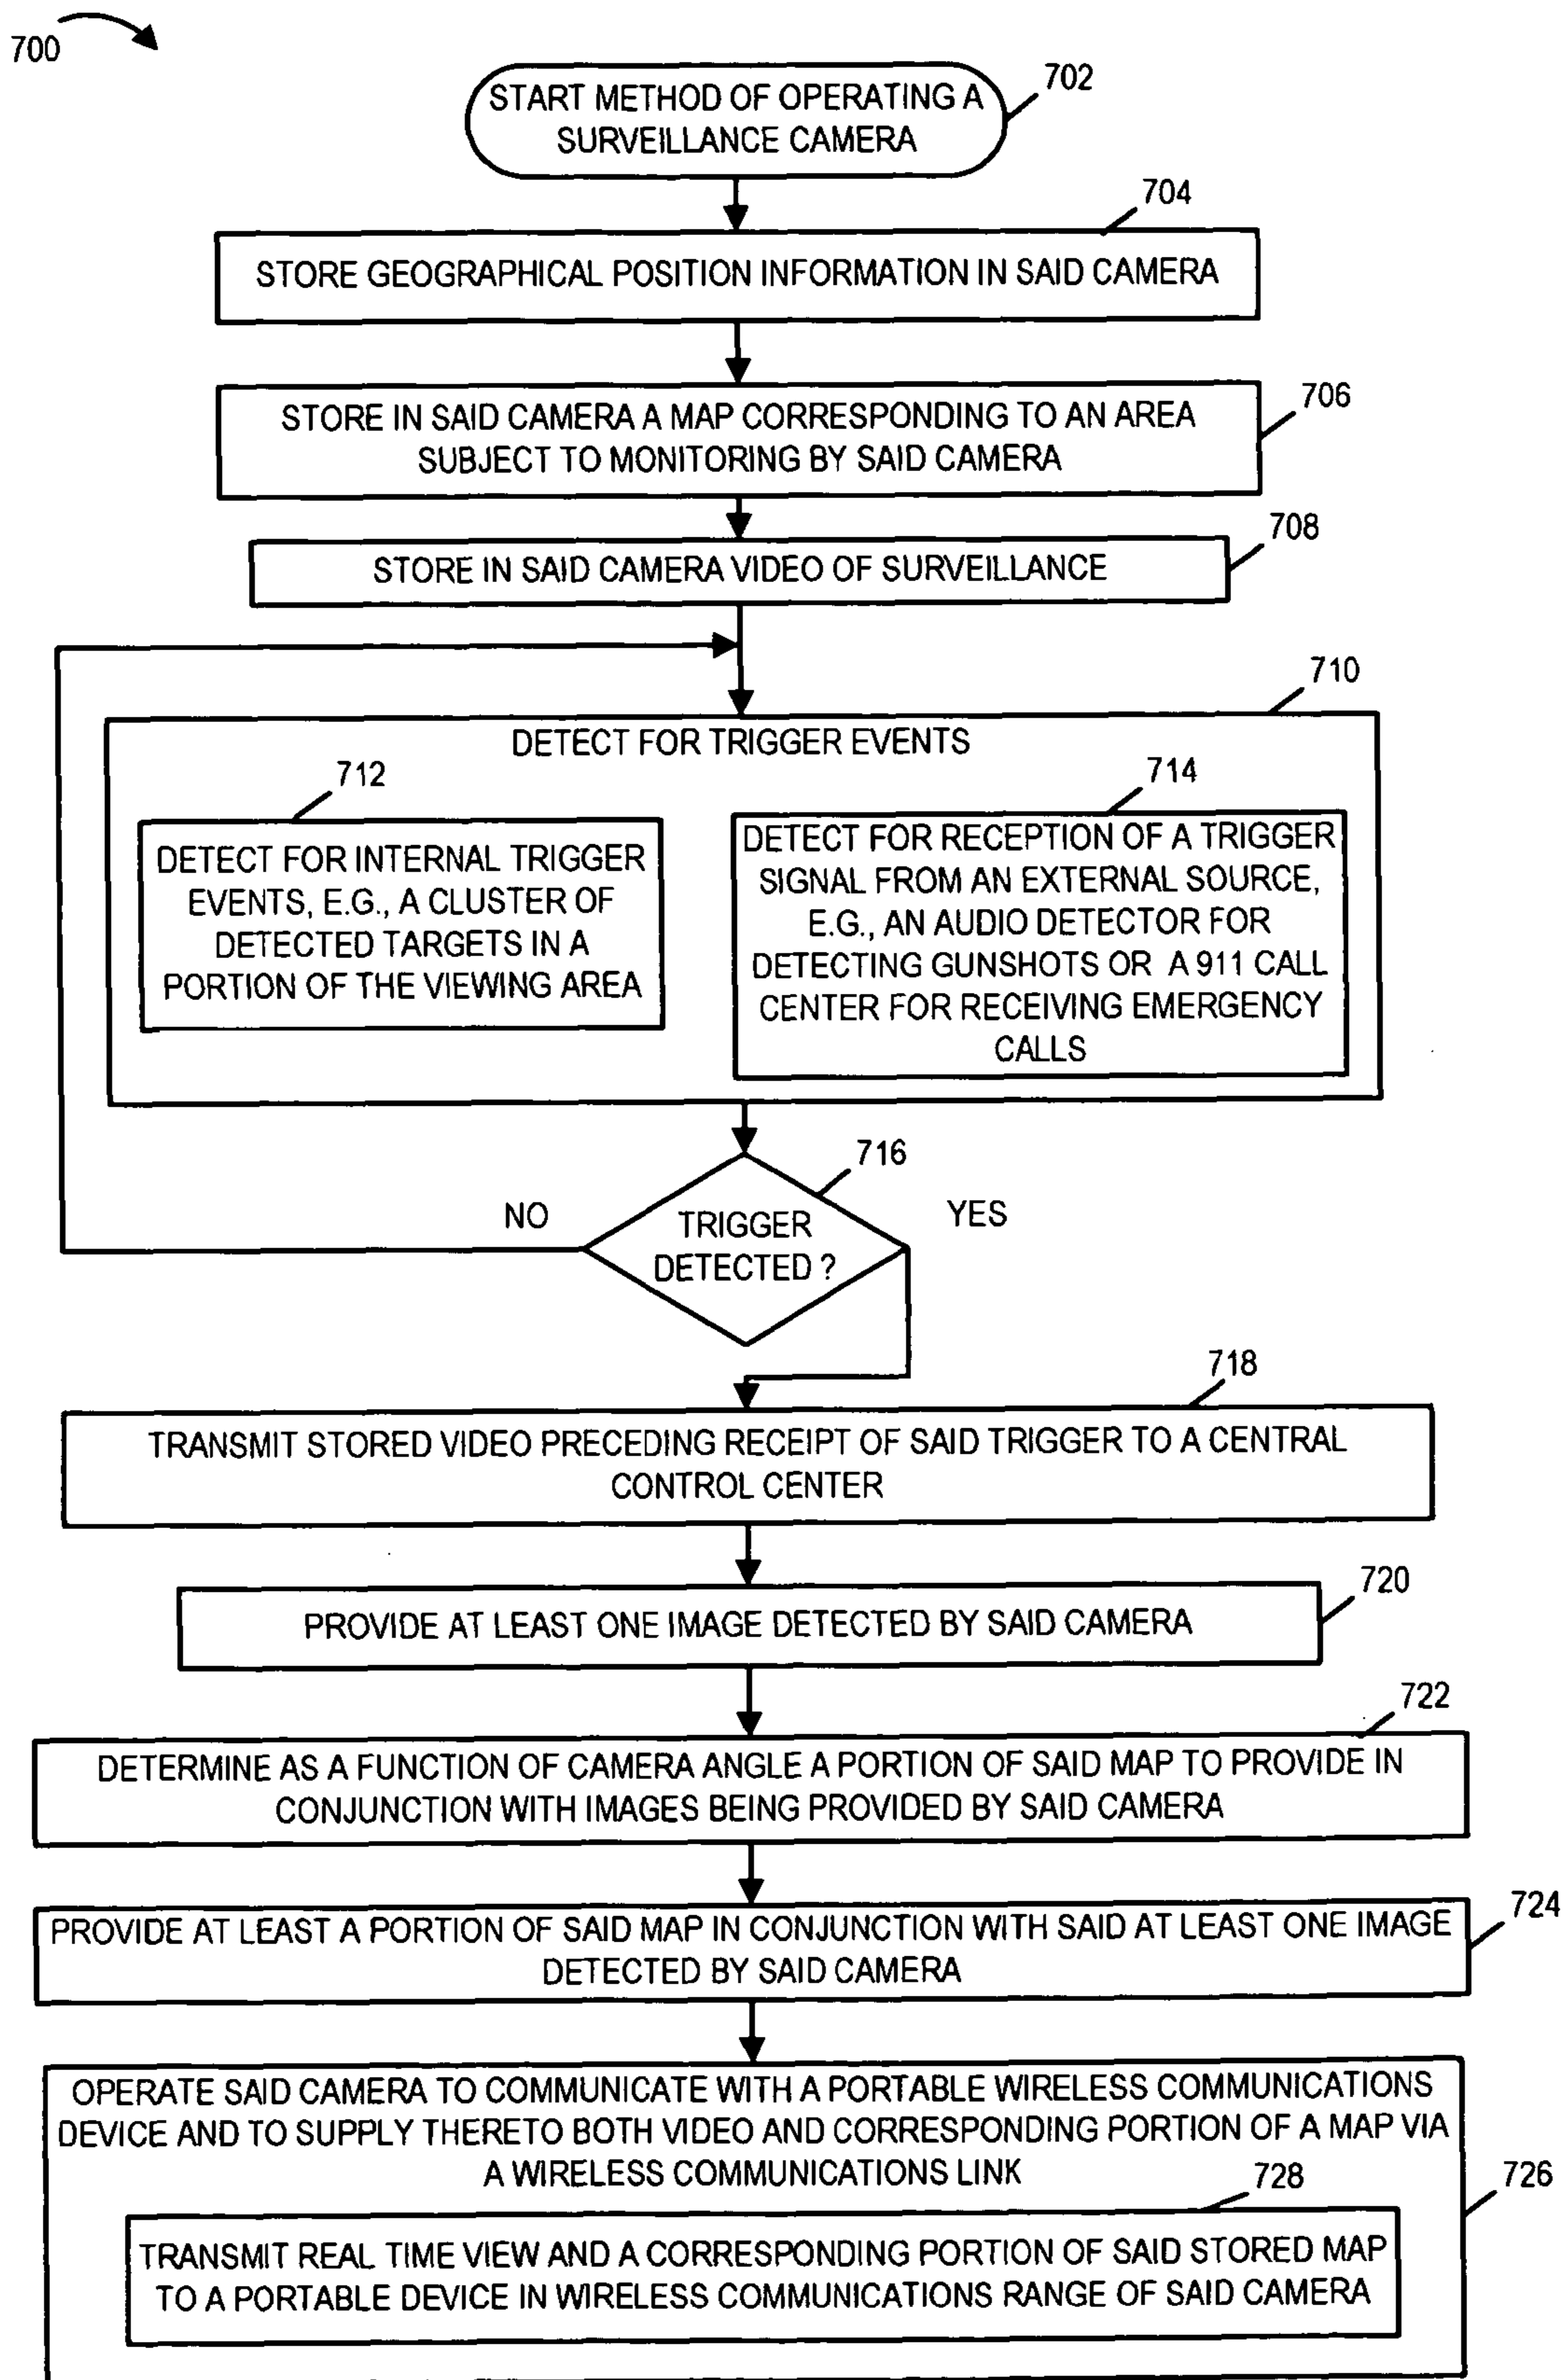 700
702
START METHOD OF OPERATING A
SURVEILLANCE CAMERA
704
STORE GEOGRAPHICAL POSITION INFORMATION IN SAID CAMERA
706
STORE IN SAID CAMERA A MAP CORRESPONDING TO AN AREA
SUBJECT TO MONITORING BY SAID CAMERA
708
STORE IN SAID CAMERA VIDEO OF SURVEILLANCE
710
DETECT FOR TRIGGER EVENTS
712
DETECT FOR INTERNAL TRIGGER
EVENTS, E.G., A CLUSTER OF
DETECTED TARGETS IN A
PORTION OF THE VIEWING AREA
714
DETECT FOR RECEPTION OF A TRIGGER
SIGNAL FROM AN EXTERNAL SOURCE,
E.G., AN AUDIO DETECTOR FOR
DETECTING GUNSHOTS OR A 911 CALL
CENTER FOR RECEIVING EMERGENCY
CALLS
716
NO
TRIGGER
DETECTED ?
YES
718
TRANSMIT STORED VIDEO PRECEDING RECEIPT OF SAID TRIGGER TO A CENTRAL
CONTROL CENTER
720
PROVIDE AT LEAST ONE IMAGE DETECTED BY SAID CAMERA
722
DETERMINE AS A FUNCTION OF CAMERA ANGLE A PORTION OF SAID MAP TO PROVIDE IN
CONJUNCTION WITH IMAGES BEING PROVIDED BY SAID CAMERA
724
PROVIDE AT LEAST A PORTION OF SAID MAP IN CONJUNCTION WITH SAID AT LEAST ONE IMAGE
DETECTED BY SAID CAMERA
OPERATE SAID CAMERA TO COMMUNICATE WITH A PORTABLE WIRELESS COMMUNICATIONS
DEVICE AND TO SUPPLY THERETO BOTH VIDEO AND CORRESPONDING PORTION OF A MAP VIA
A WIRELESS COMMUNICATIONS LINK
726
728
TRANSMIT REAL TIME VIEW AND A CORRESPONDING PORTION OF SAID STORED MAP
TO A PORTABLE DEVICE IN WIRELESS COMMUNICATIONS RANGE OF SAID CAMERA